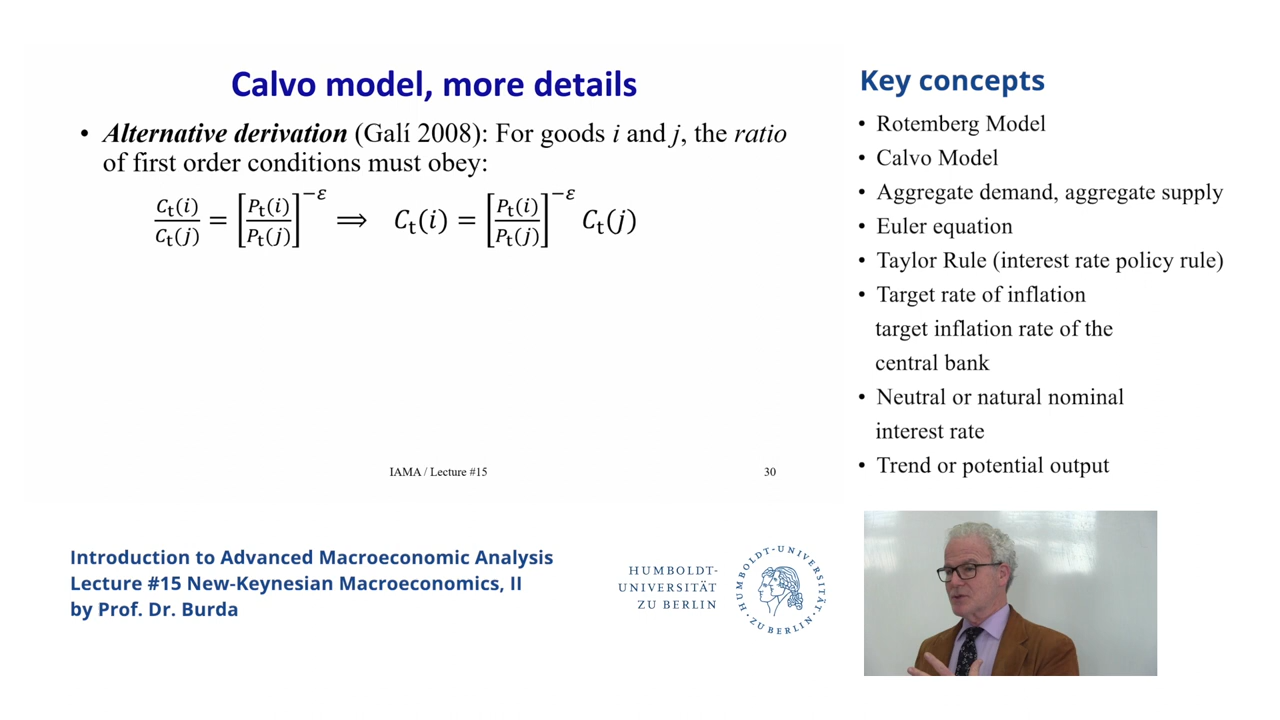 Calvo model, more details
• Alternative derivation (Galí 2008): For goods i and j, the ratio
of first order conditions must obey:
C_t(i)/C_t(j) = [P_t(i)/P_t(j)]^{-ε} ⟹ C_t(i) = [P_t(i)/P_t(j)]^{-ε} C_t(j)
IAMA / Lecture #15
30
Key concepts
• Rotemberg Model
• Calvo Model
• Aggregate demand, aggregate supply
• Euler equation
• Taylor Rule (interest rate policy rule)
• Target rate of inflation
target inflation rate of the
central bank
• Neutral or natural nominal
interest rate
• Trend or potential output
Introduction to Advanced Macroeconomic Analysis
Lecture #15 New-Keynesian Macroeconomics, II
by Prof. Dr. Burda
HUMBOLDT-
UNIVERSITÄT
ZU BERLIN
HUMBOLDT-UNIVERSITÄT
ZU BERLIN